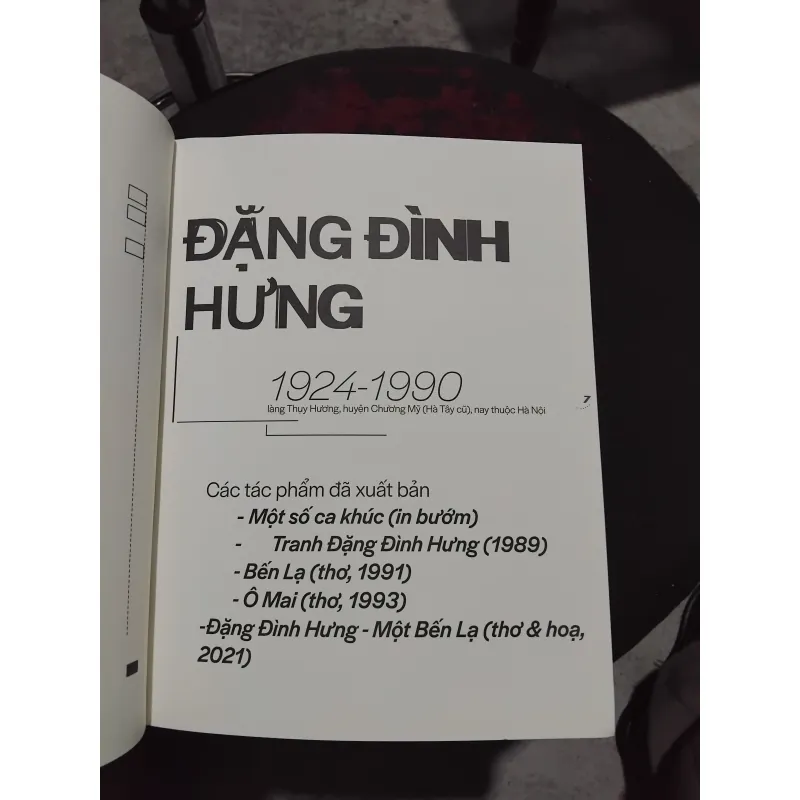 ĐẶNG ĐÌNH
HƯNG
1924-1990
làng Thụy Hương, huyện Chương Mỹ (Hà Tây cũ), nay thuộc Hà Nội
7
Các tác phẩm đã xuất bản
- Một số ca khúc (in bướm)
- Tranh Đặng Đình Hưng (1989)
- Bến Lạ (thơ, 1991)
- Ô Mai (thơ, 1993)
-Đặng Đình Hưng - Một Bến Lạ (thơ & hoạ,
2021)